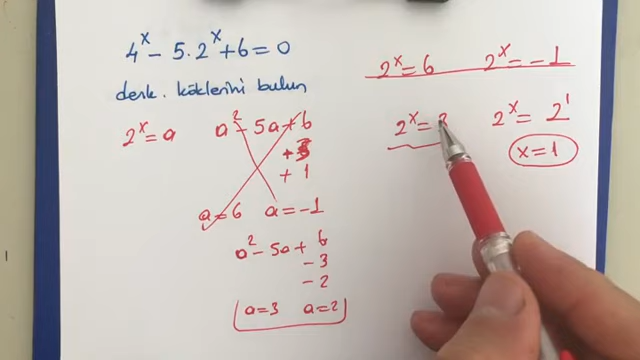 4^x - 5.2^x + 6 = 0
denk. köklerini bulun
2^x = a
a^2 - 5a + 6
+ 1
a = 6 a = -1
a^2 - 5a + 6
- 3
- 2
a = 3 a = 2
2^x = 6 2^x = -1
2^x = 2^x = 2^1
x = 1